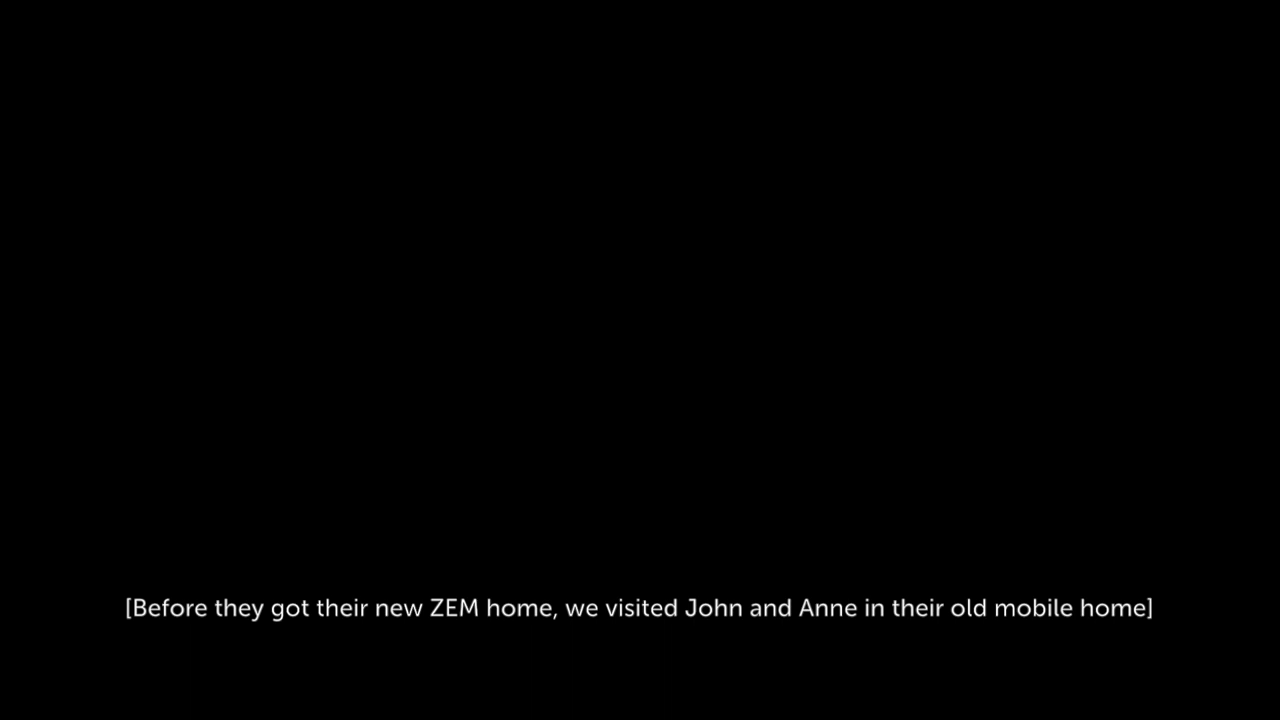 [Before they got their new ZEM home, we visited John and Anne in their old mobile home]